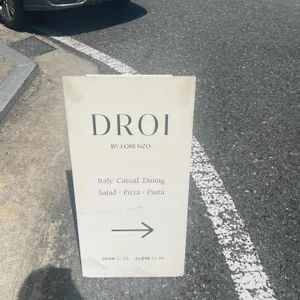 DROI
BY LORENZO
Italy Casual Dining
Salad · Pizza · Pasta
OPEN CLOSE